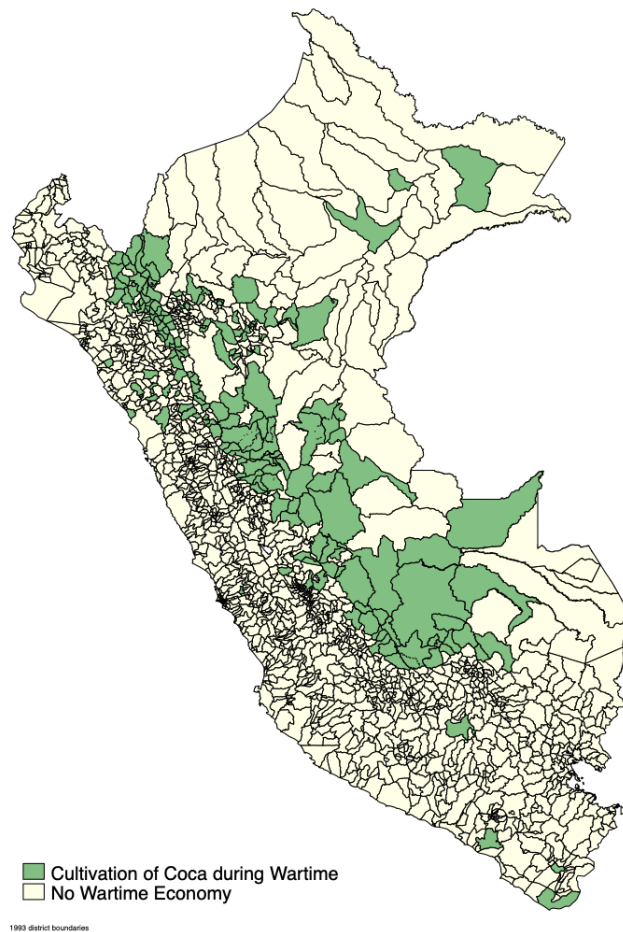 Cultivation of Coca during Wartime
No Wartime Economy
1993 district boundaries